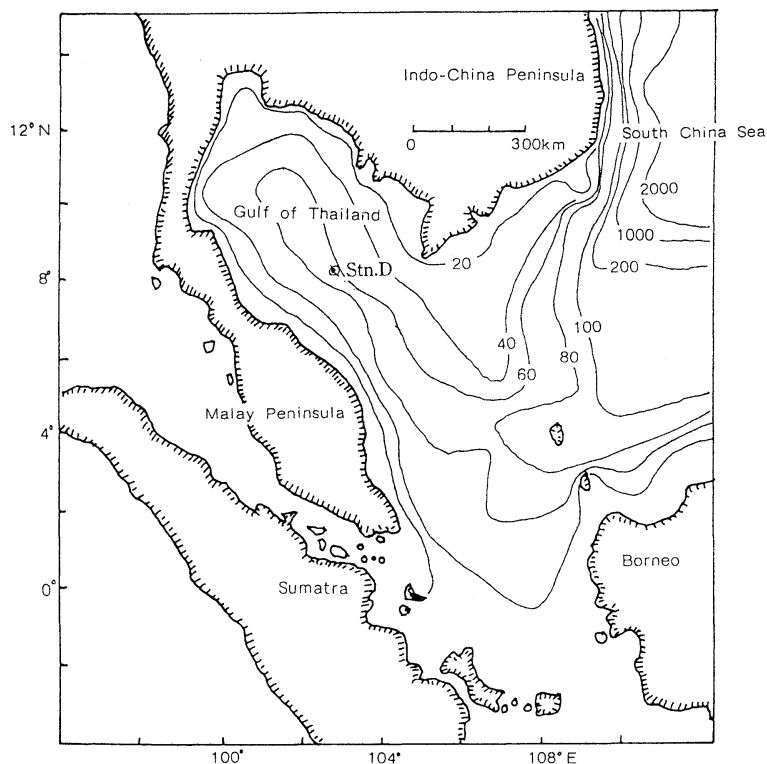 Indo-China Peninsula
12°N
0 300km
South China Sea
2000
Gulf of Thailand
1000
20
200
8°
Stn.D
100
40
80
60
Malay Peninsula
4°
Borneo
0°
Sumatra
100° 104° 108°E